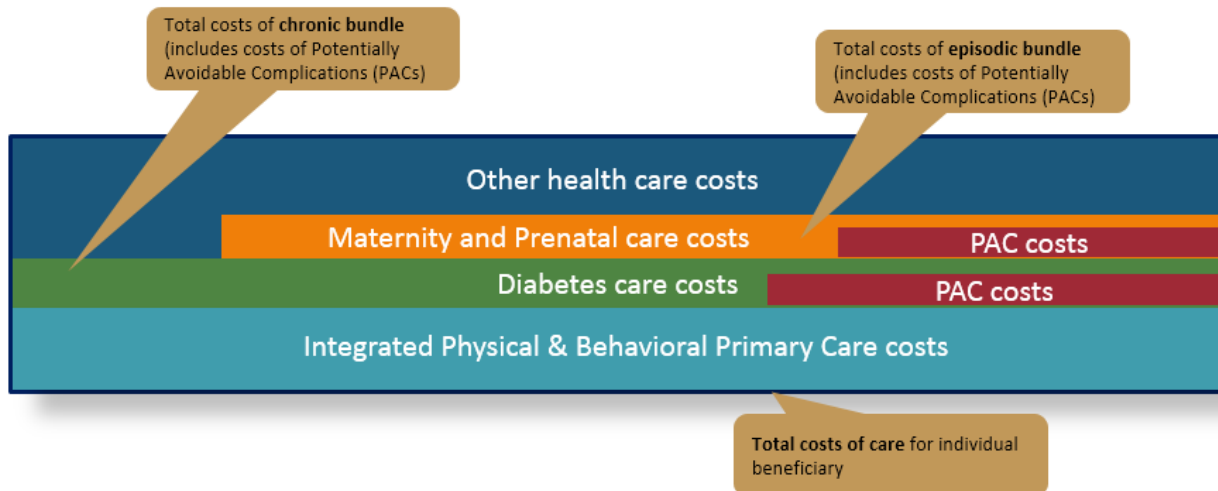 Total costs of chronic bundle
(includes costs of Potentially
Avoidable Complications (PACs)
Total costs of episodic bundle
(includes costs of Potentially
Avoidable Complications (PACs)
Other health care costs
Maternity and Prenatal care costs
PAC costs
Diabetes care costs
PAC costs
Integrated Physical & Behavioral Primary Care costs
Total costs of care for individual
beneficiary